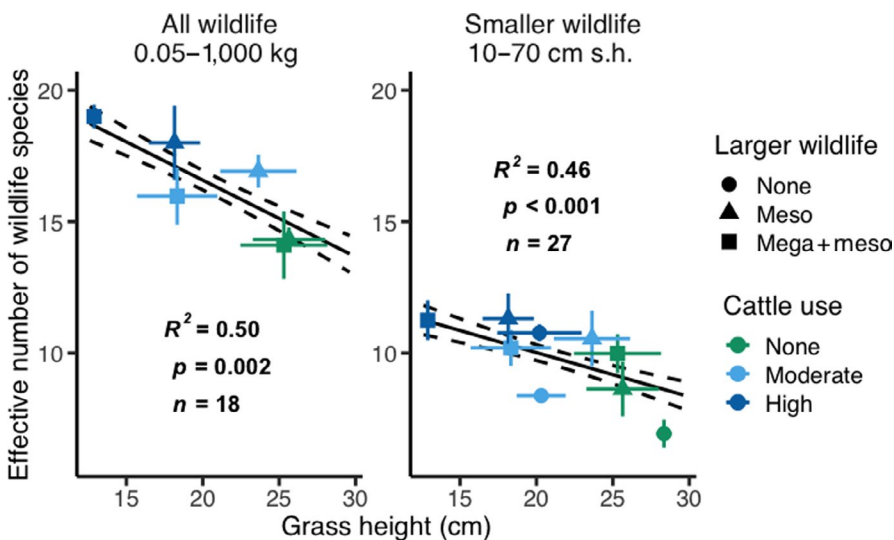 All wildlife
0.05–1,000 kg
Smaller wildlife
10–70 cm s.h.
Effective number of wildlife species
20
15
10
R² = 0.50
p = 0.002
n = 18
15
20
25
30
20
15
10
R² = 0.46
p < 0.001
n = 27
15
20
25
30
Grass height (cm)
Larger wildlife
None
Meso
Mega+meso
Cattle use
None
Moderate
High